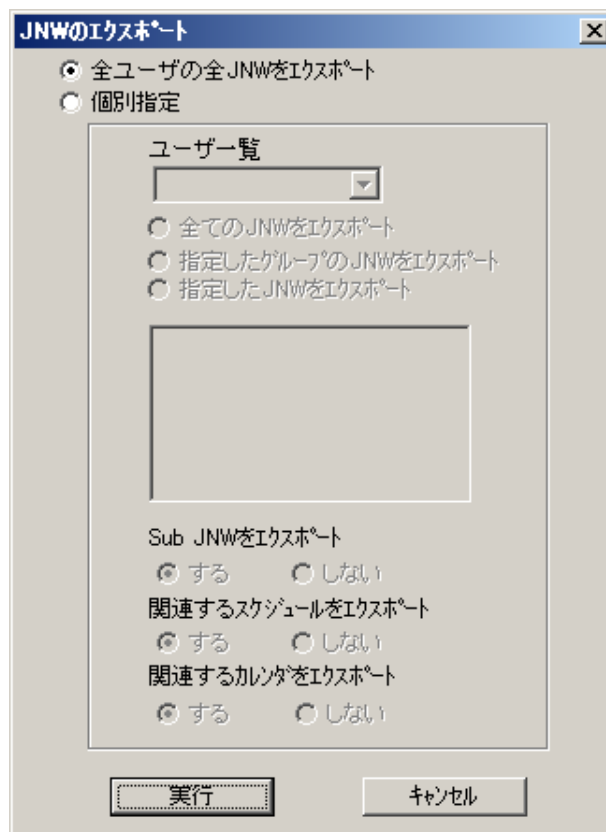 JNWのｴｸｽﾎﾟｰﾄ
全ユーザの全JNWをｴｸｽﾎﾟｰﾄ
個別指定
ユーザ一覧
全てのJNWをｴｸｽﾎﾟｰﾄ
指定したｸﾞﾙｰﾌﾟのJNWをｴｸｽﾎﾟｰﾄ
指定したJNWをｴｸｽﾎﾟｰﾄ
Sub JNWをｴｸｽﾎﾟｰﾄ
する しない
関連するｽｹｼﾞｭｰﾙをｴｸｽﾎﾟｰﾄ
する しない
関連するｶﾚﾝﾀﾞをｴｸｽﾎﾟｰﾄ
する しない
実行 ｷｬﾝｾﾙ